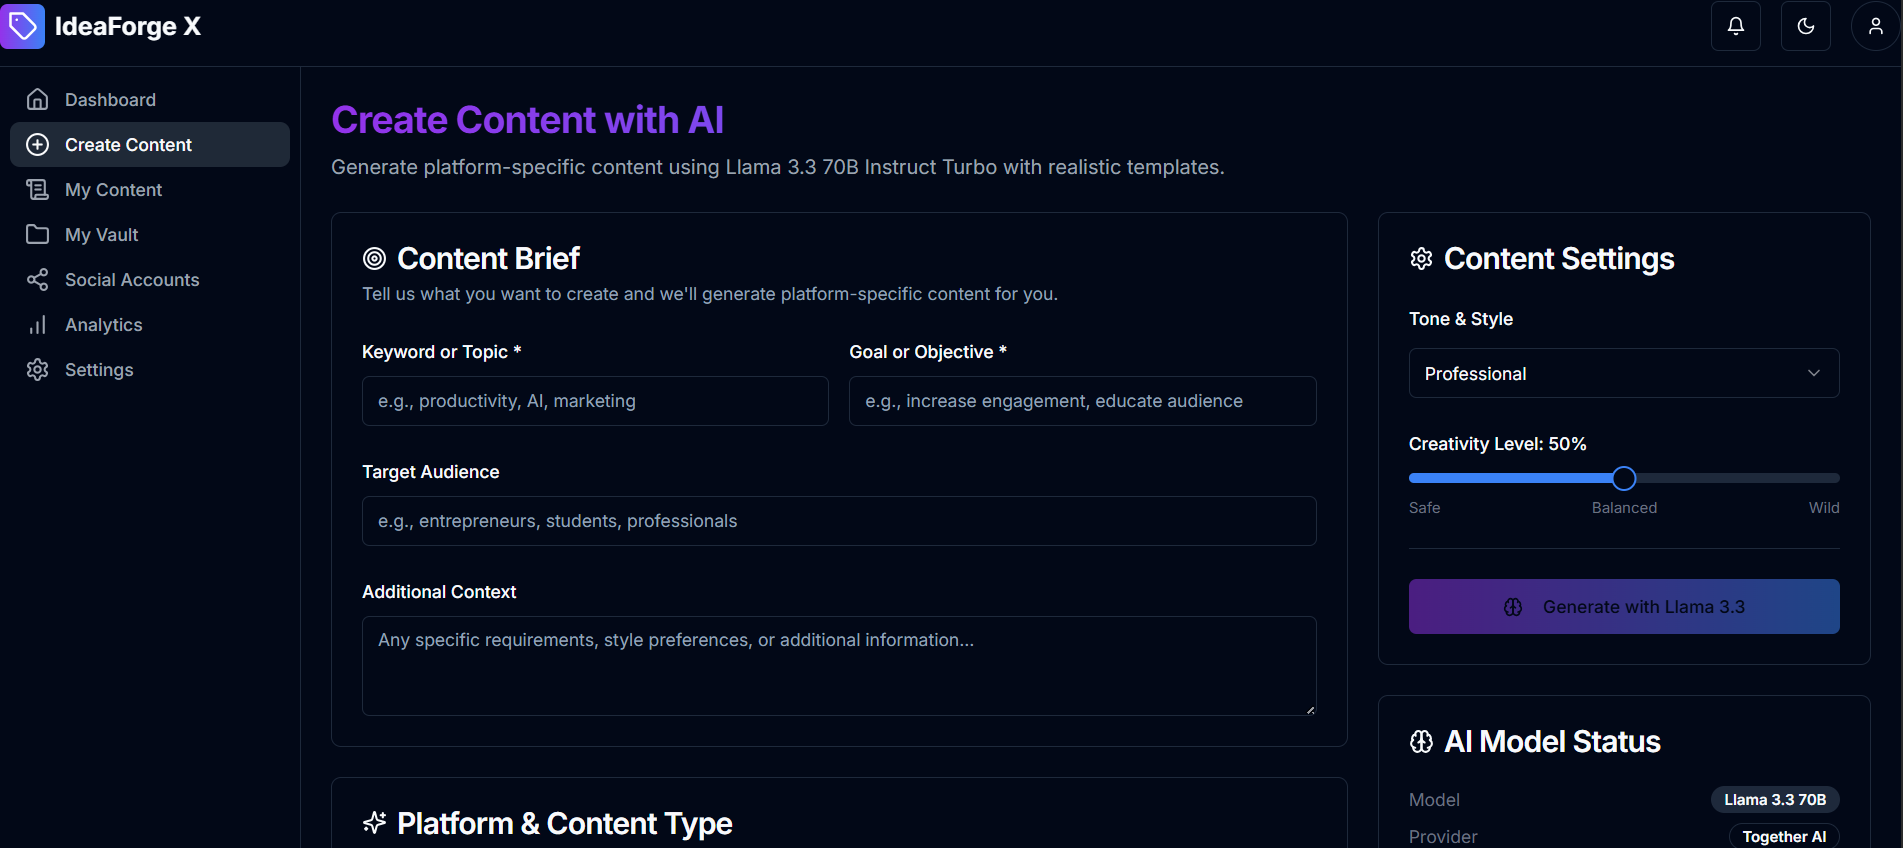 IdeaForge X
Dashboard
Create Content
My Content
My Vault
Social Accounts
Analytics
Settings
Create Content with AI
Generate platform-specific content using Llama 3.3 70B Instruct Turbo with realistic templates.
Content Brief
Tell us what you want to create and we'll generate platform-specific content for you.
Keyword or Topic *
Goal or Objective *
e.g., productivity, AI, marketing
e.g., increase engagement, educate audience
Target Audience
e.g., entrepreneurs, students, professionals
Additional Context
Any specific requirements, style preferences, or additional information...
Platform & Content Type
Content Settings
Tone & Style
Professional
Creativity Level: 50%
Safe
Balanced
Wild
Generate with Llama 3.3
AI Model Status
Model
Llama 3.3 70B
Provider
Together AI